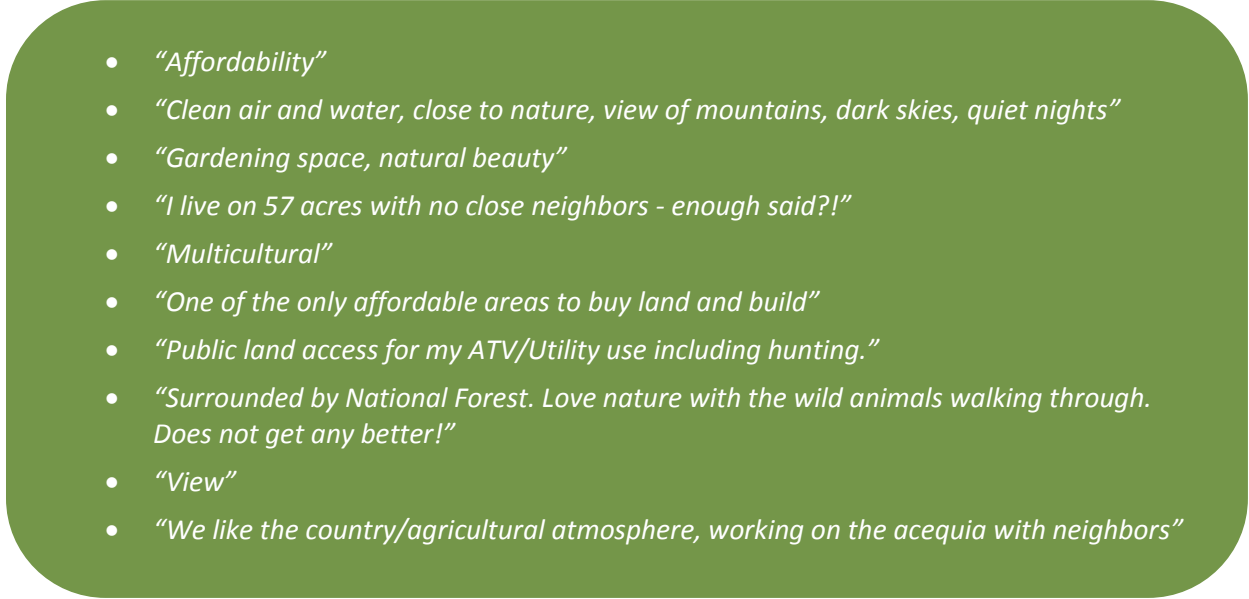 • “Affordability”
• “Clean air and water, close to nature, view of mountains, dark skies, quiet nights”
• “Gardening space, natural beauty”
• “I live on 57 acres with no close neighbors - enough said?!”
• “Multicultural”
• “One of the only affordable areas to buy land and build”
• “Public land access for my ATV/Utility use including hunting.”
• “Surrounded by National Forest. Love nature with the wild animals walking through.
Does not get any better!”
• “View”
• “We like the country/agricultural atmosphere, working on the acequia with neighbors”